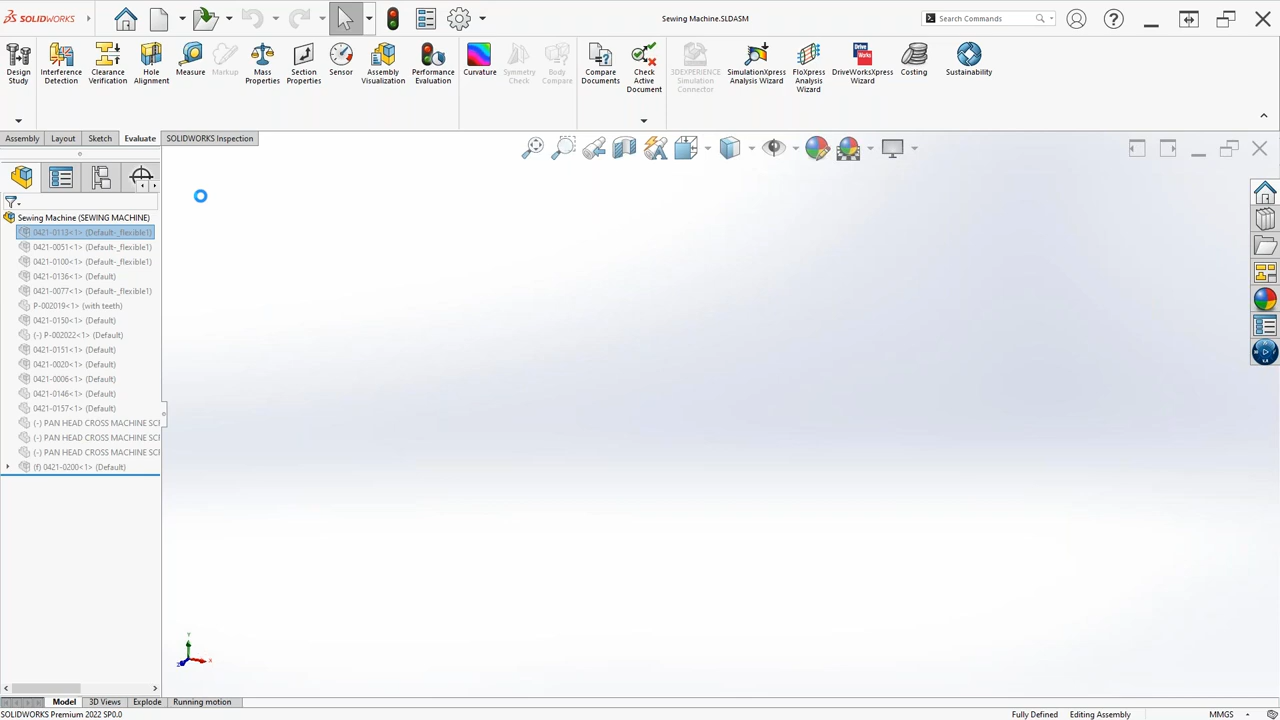 SOLIDWORKS
Sewing Machine.SLDASM
Search Commands
Design Study
Interference Detection
Clearance Verification
Hole Alignment
Measure
Markup
Mass Properties
Section Properties
Sensor
Assembly Visualization
Performance Evaluation
Curvature
Symmetry Check
Body Compare
Compare Documents
Check Active Document
3DEXPERIENCE Simulation Connector
SimulationXpress Analysis Wizard
FloXpress Analysis Wizard
DriveWorksXpress Wizard
Costing
Sustainability
Assembly
Layout
Sketch
Evaluate
SOLIDWORKS Inspection
Sewing Machine (SEWING MACHINE)
0421-0113<1> (Default-_flexible1)
0421-0051<1> (Default-_flexible1)
0421-0100<1> (Default-_flexible1)
0421-0136<1> (Default)
0421-0077<1> (Default-_flexible1)
P-002019<1> (with teeth)
0421-0150<1> (Default)
(-) P-002022<1> (Default)
0421-0151<1> (Default)
0421-0020<1> (Default)
0421-0006<1> (Default)
0421-0146<1> (Default)
0421-0157<1> (Default)
(-) PAN HEAD CROSS MACHINE SCF
(-) PAN HEAD CROSS MACHINE SCF
(-) PAN HEAD CROSS MACHINE SCF
(f) 0421-0200<1> (Default)
Y
X
Z
Model
3D Views
Explode
Running motion
SOLIDWORKS Premium 2022 SP0.0
Fully Defined
Editing Assembly
MMGS